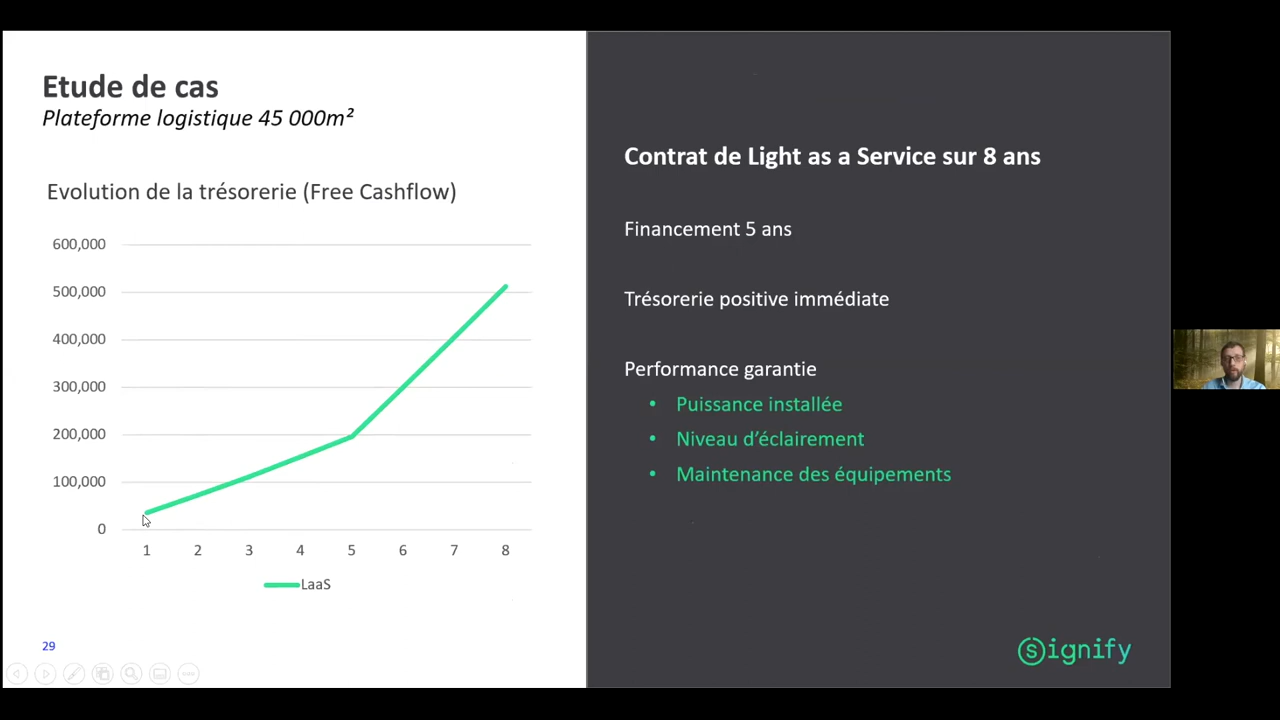 Etude de cas
Plateforme logistique 45 000m²
Evolution de la trésorerie (Free Cashflow)
600,000
500,000
400,000
300,000
200,000
100,000
0
1 2 3 4 5 6 7 8
LaaS
29
Contrat de Light as a Service sur 8 ans
Financement 5 ans
Trésorerie positive immédiate
Performance garantie
• Puissance installée
• Niveau d’éclairement
• Maintenance des équipements
signify